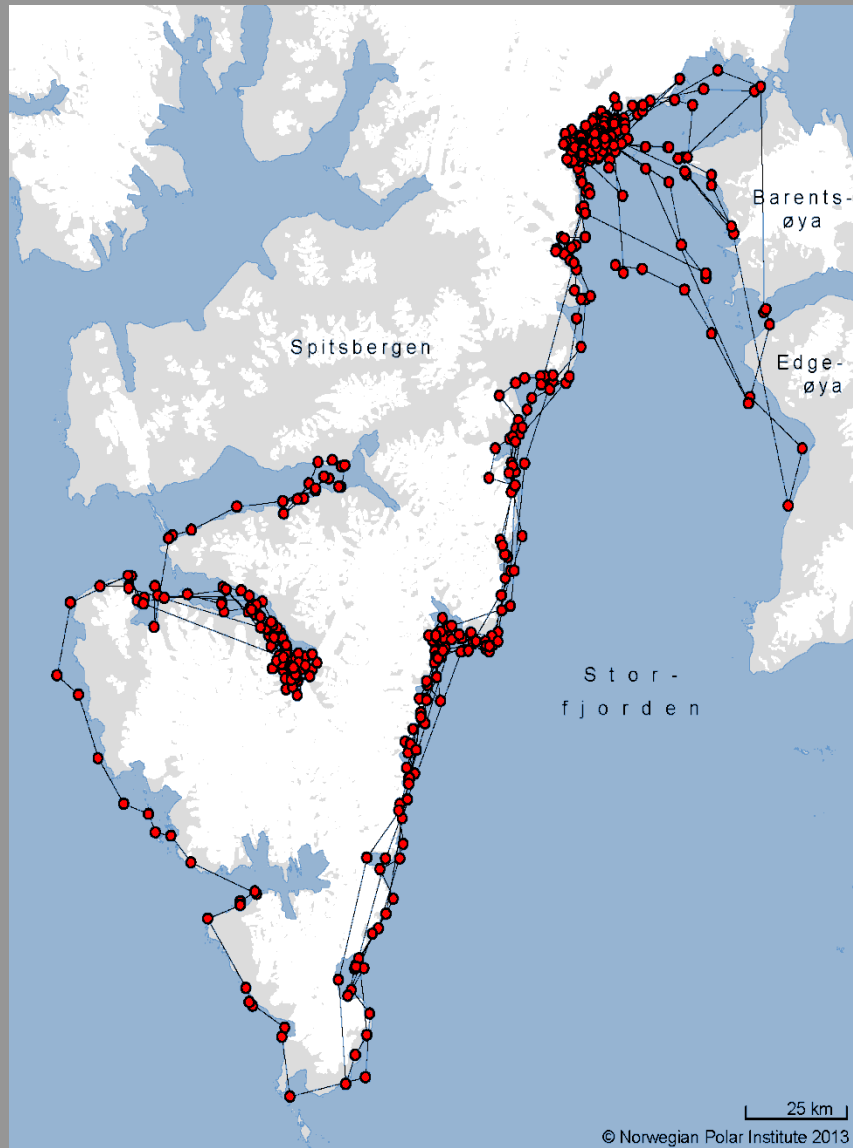 Barents-
øya
Spitsbergen
Edge-
øya
Stor-
fjorden
25 km
© Norwegian Polar Institute 2013